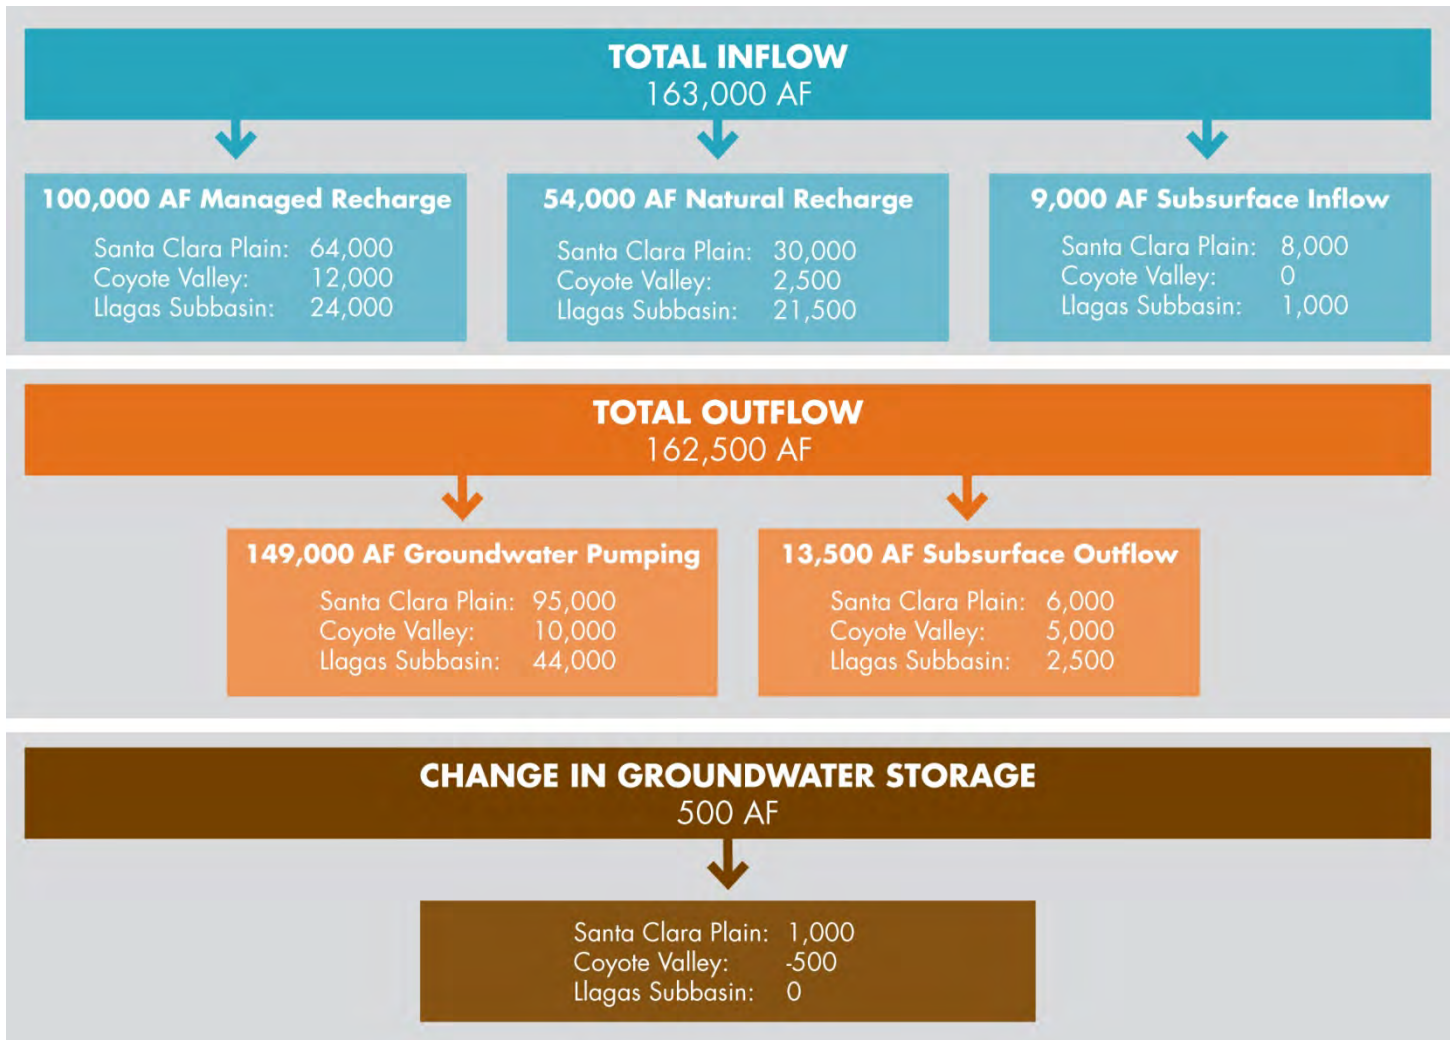 TOTAL INFLOW
163,000 AF
100,000 AF Managed Recharge
Santa Clara Plain: 64,000
Coyote Valley: 12,000
Llagas Subbasin: 24,000
54,000 AF Natural Recharge
Santa Clara Plain: 30,000
Coyote Valley: 2,500
Llagas Subbasin: 21,500
9,000 AF Subsurface Inflow
Santa Clara Plain: 8,000
Coyote Valley: 0
Llagas Subbasin: 1,000
TOTAL OUTFLOW
162,500 AF
149,000 AF Groundwater Pumping
Santa Clara Plain: 95,000
Coyote Valley: 10,000
Llagas Subbasin: 44,000
13,500 AF Subsurface Outflow
Santa Clara Plain: 6,000
Coyote Valley: 5,000
Llagas Subbasin: 2,500
CHANGE IN GROUNDWATER STORAGE
500 AF
Santa Clara Plain: 1,000
Coyote Valley: -500
Llagas Subbasin: 0